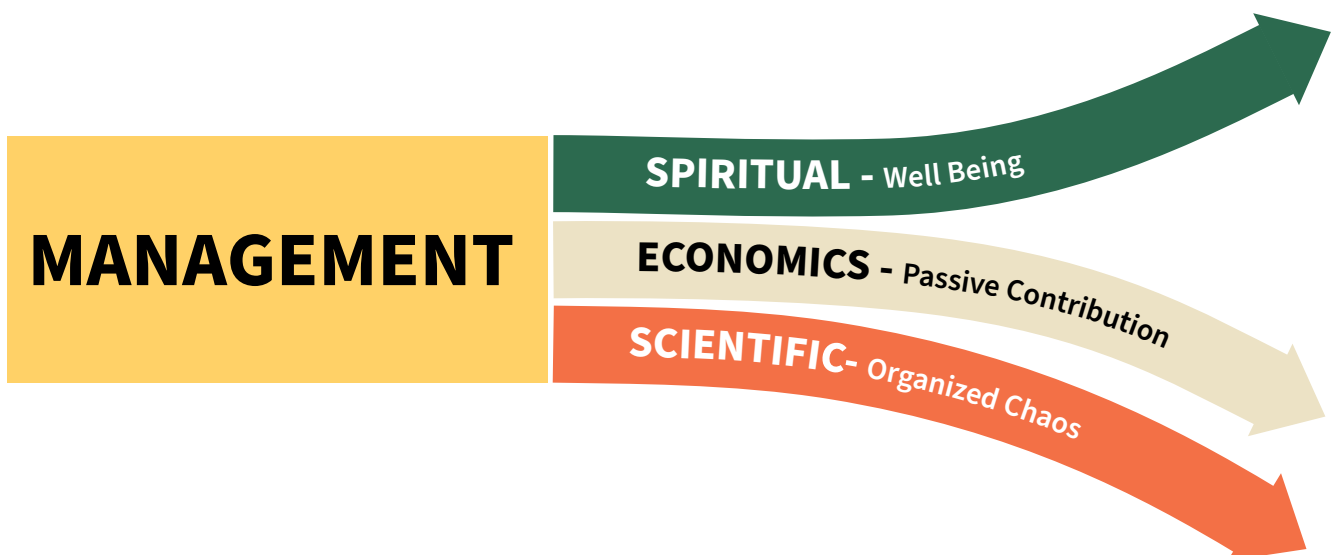 MANAGEMENT
SPIRITUAL - Well Being
ECONOMICS - Passive Contribution
SCIENTIFIC- Organized Chaos